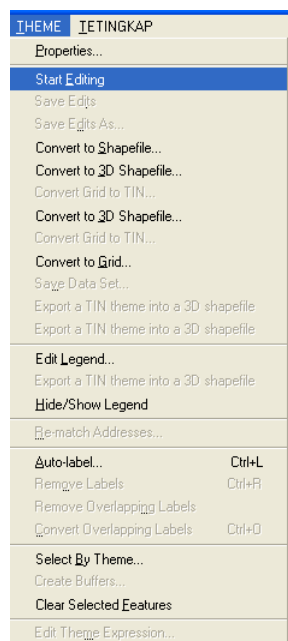 THEME TETINGKAP
Properties...
Start Editing
Save Edits
Save Edits As...
Convert to Shapefile...
Convert to 3D Shapefile...
Convert Grid to TIN...
Convert to 3D Shapefile...
Convert Grid to TIN...
Convert to Grid...
Save Data Set...
Export a TIN theme into a 3D shapefile
Export a TIN theme into a 3D shapefile
Edit Legend...
Export a TIN theme into a 3D shapefile
Hide/Show Legend
Re-match Addresses...
Auto-label... Ctrl+L
Remove Labels Ctrl+R
Remove Overlapping Labels
Convert Overlapping Labels Ctrl+O
Select By Theme...
Create Buffers...
Clear Selected Features
Edit Theme Expression...